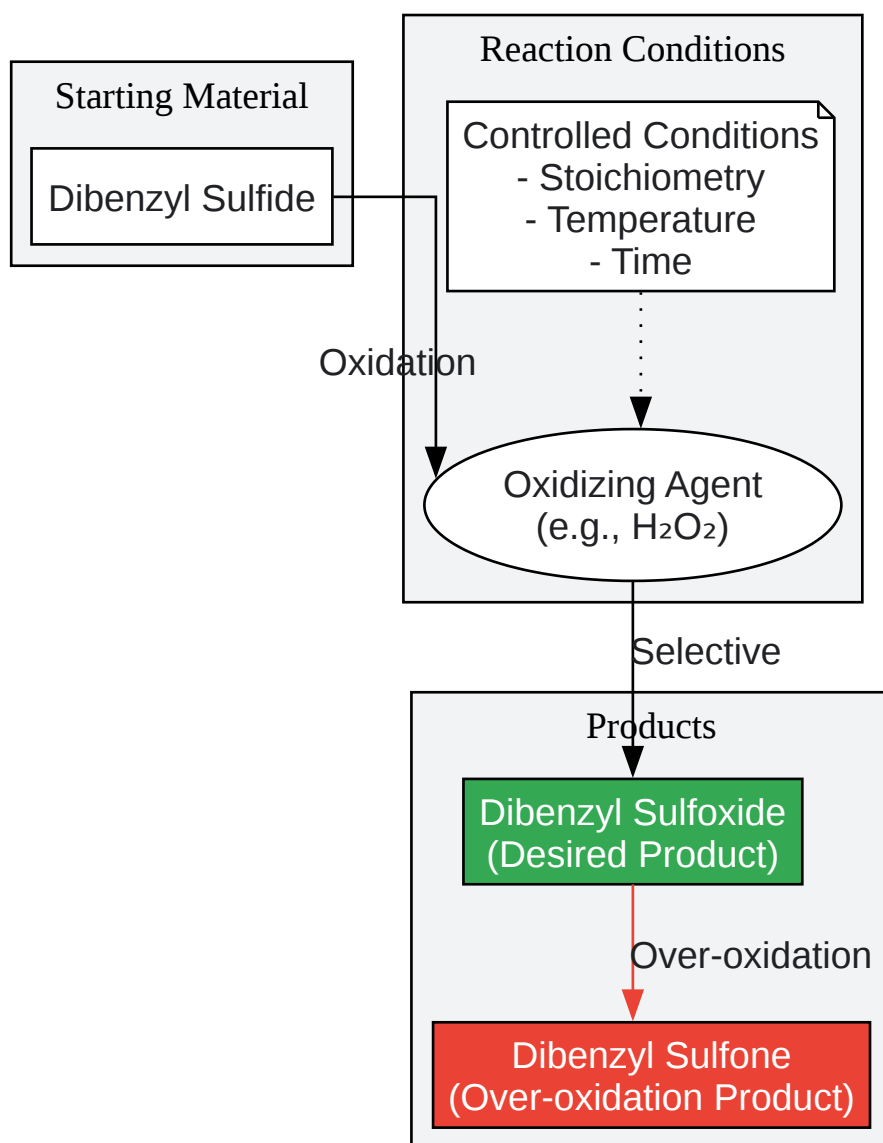 Starting Material
Dibenzyl Sulfide
Reaction Conditions
Controlled Conditions
- Stoichiometry
- Temperature
- Time
Oxidation
Oxidizing Agent
(e.g., H₂O₂)
Selective
Products
Dibenzyl Sulfoxide
(Desired Product)
Over-oxidation
Dibenzyl Sulfone
(Over-oxidation Product)